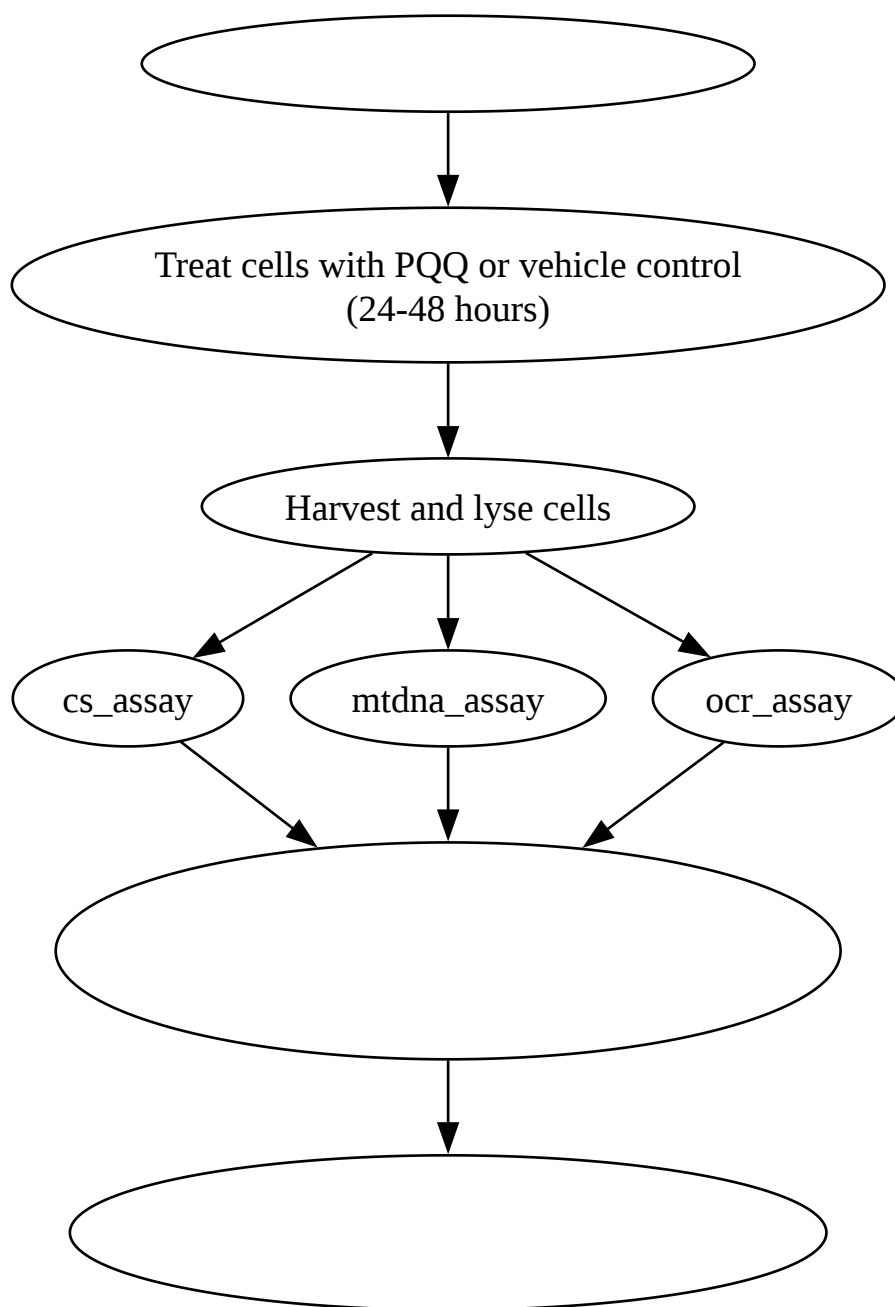 Treat cells with PQQ or vehicle control
(24-48 hours)
Harvest and lyse cells
cs_assay
mtdna_assay
ocr_assay